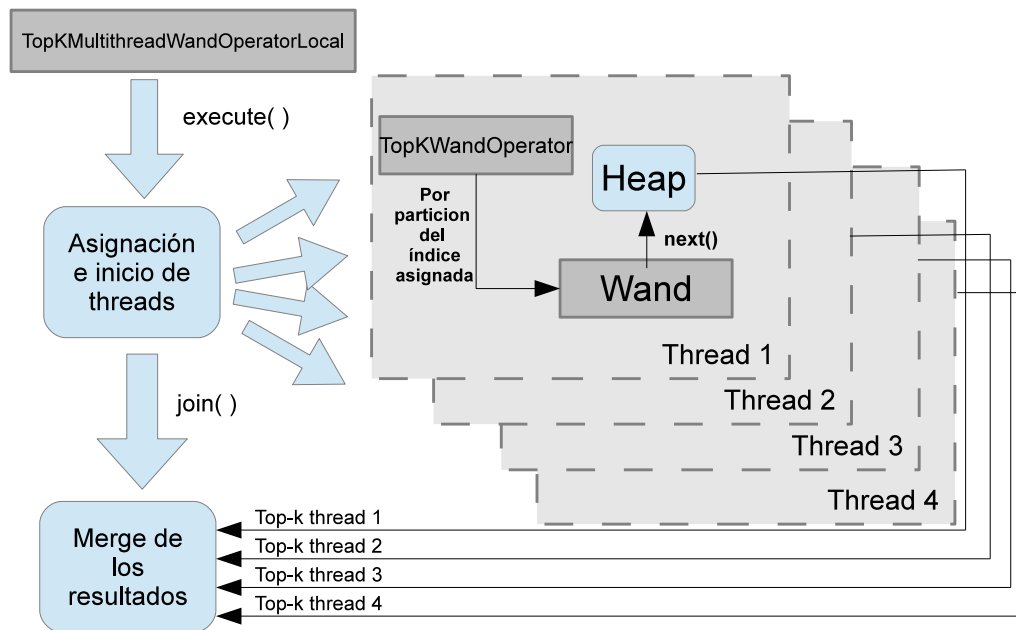 TopKMultithreadWandOperatorLocal
execute( )
Asignación
e inicio de
threads
join( )
Merge de
los
resultados
TopKWandOperator
Por
particion
del
índice
asignada
Heap
next()
Wand
Thread 1
Thread 2
Thread 3
Thread 4
Top-k thread 1
Top-k thread 2
Top-k thread 3
Top-k thread 4